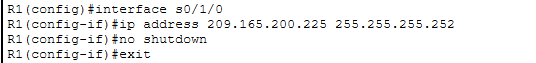 R1(config)#interface s0/1/0
R1(config-if)#ip address 209.165.200.225 255.255.255.252
R1(config-if)#no shutdown
R1(config-if)#exit